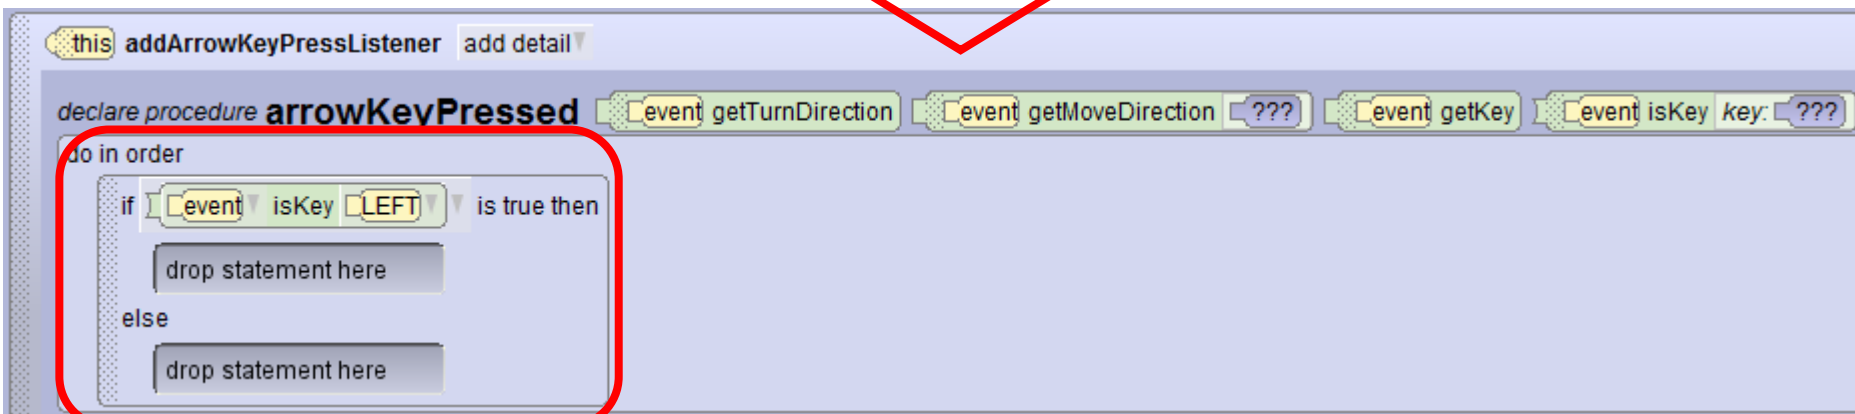 this addArrowKeyPressListener add detail
declare procedure arrowKeyPressed event getTurnDirection event getMoveDirection ??? event getKey event isKey key: ???
do in order
if event isKey LEFT is true then
drop statement here
else
drop statement here